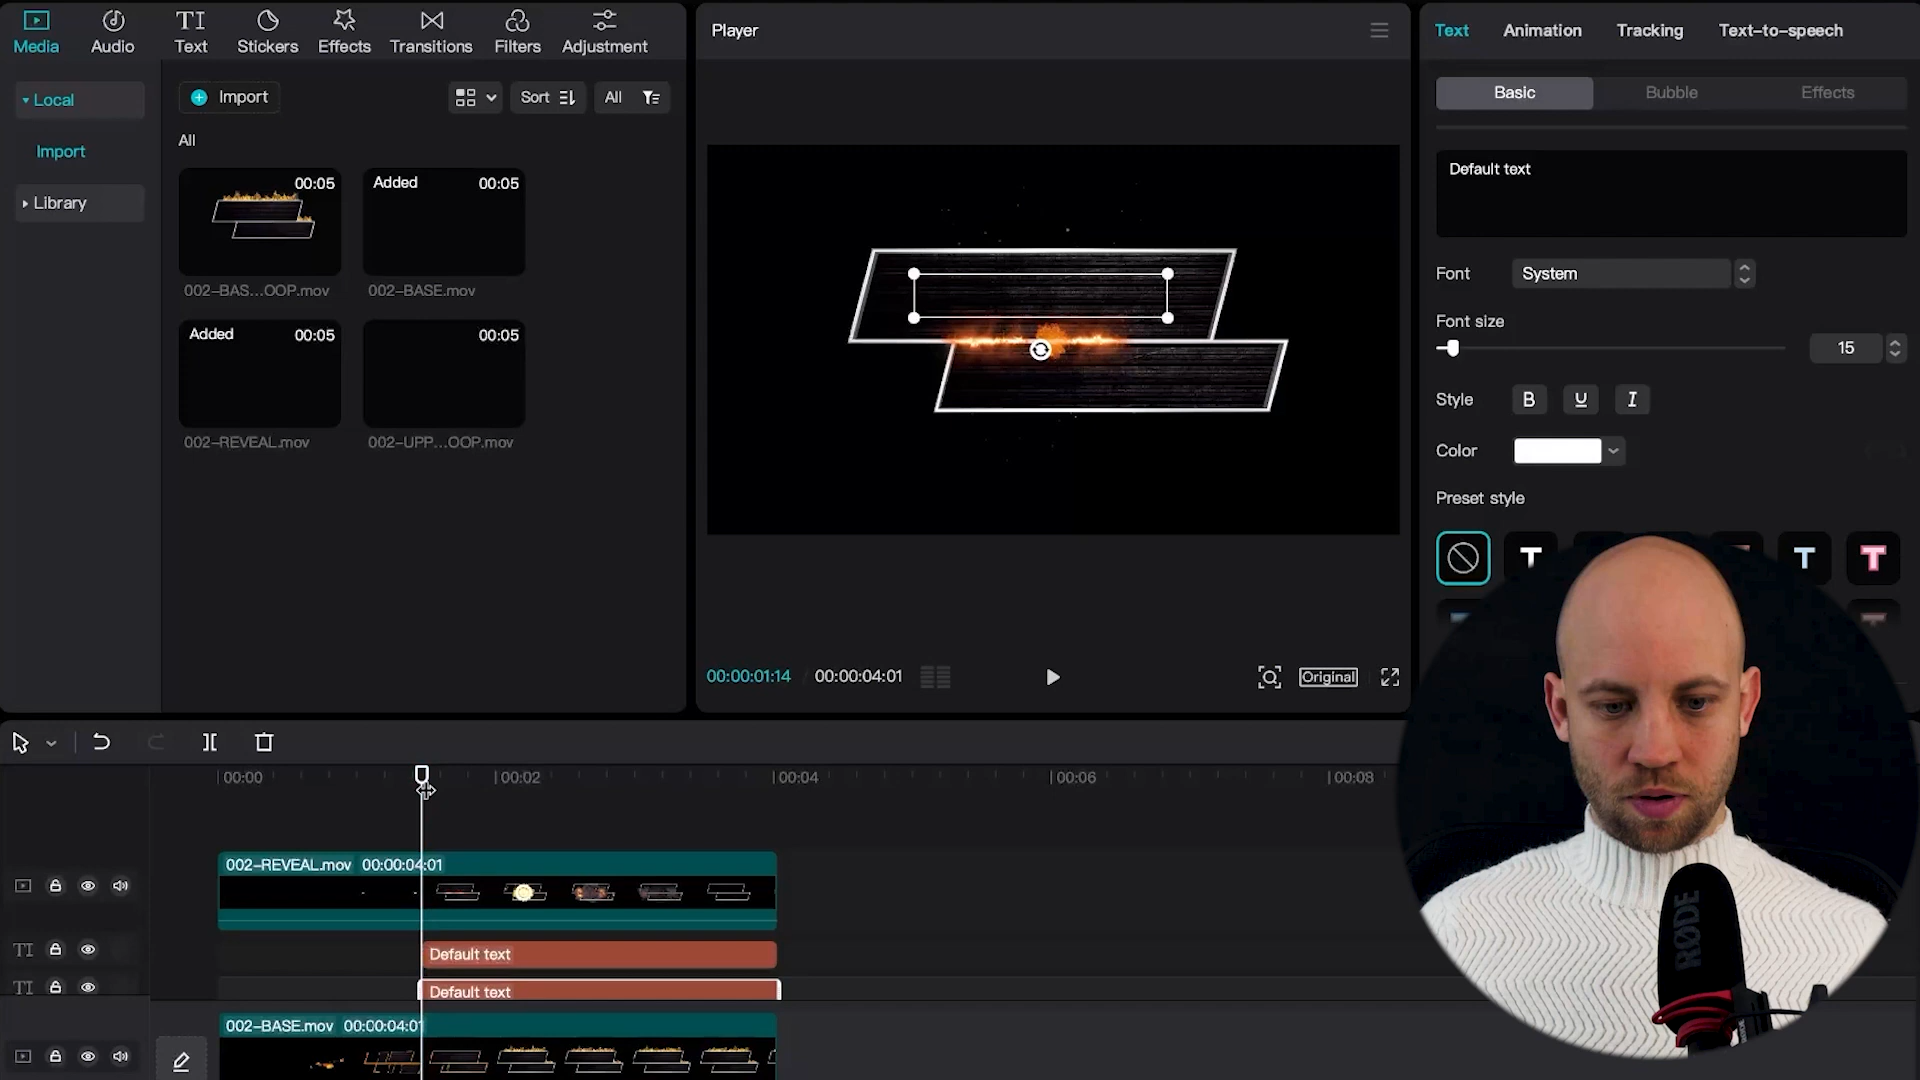 Media
Audio
Text
Stickers
Effects
Transitions
Filters
Adjustment
Local
Import
Library
Import
Sort
All
All
00:05
002-BAS...OOP.mov
Added
00:05
002-BASE.mov
Added
00:05
002-REVEAL.mov
00:05
002-UPP...OOP.mov
Player
00:00:01:14
00:00:04:01
Original
Text
Animation
Tracking
Text-to-speech
Basic
Bubble
Effects
Default text
Font
System
Font size
15
Style
B
U
I
Color
Preset style
T
T
T
00:00
00:02
00:04
00:06
00:08
002-REVEAL.mov 00:00:04:01
TI
Default text
TI
Default text
002-BASE.mov 00:00:04:01
RØDE